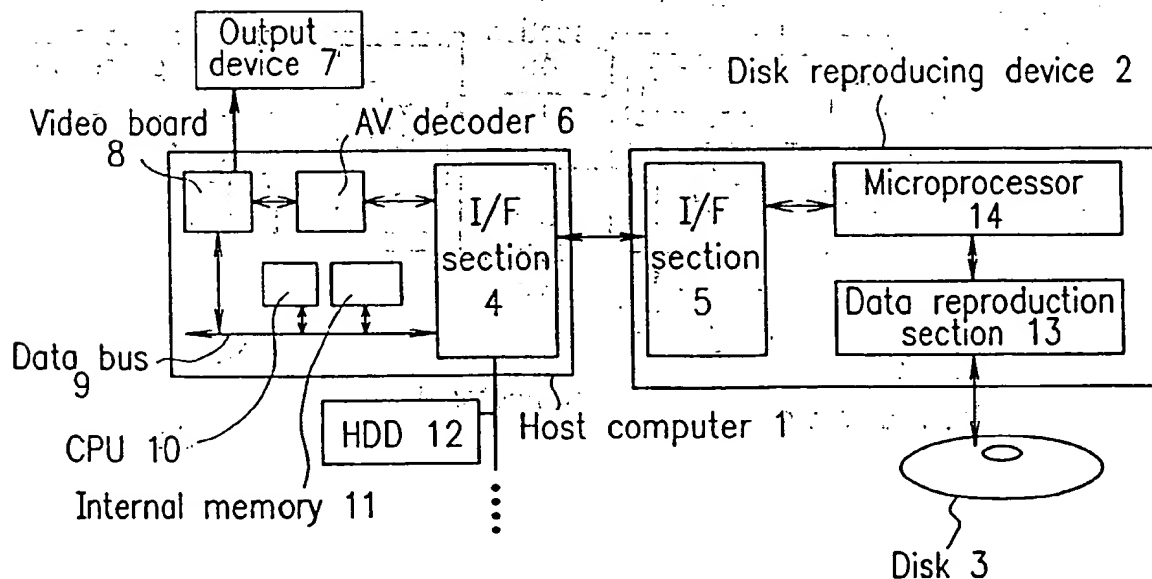 Output
device 7
Disk reproducing device 2
Video board
8
AV decoder 6
I/F
section
4
I/F
section
5
Microprocessor
14
Data reproduction
section 13
Data bus
9
CPU 10
HDD 12
Host computer 1
Internal memory 11
Disk 3